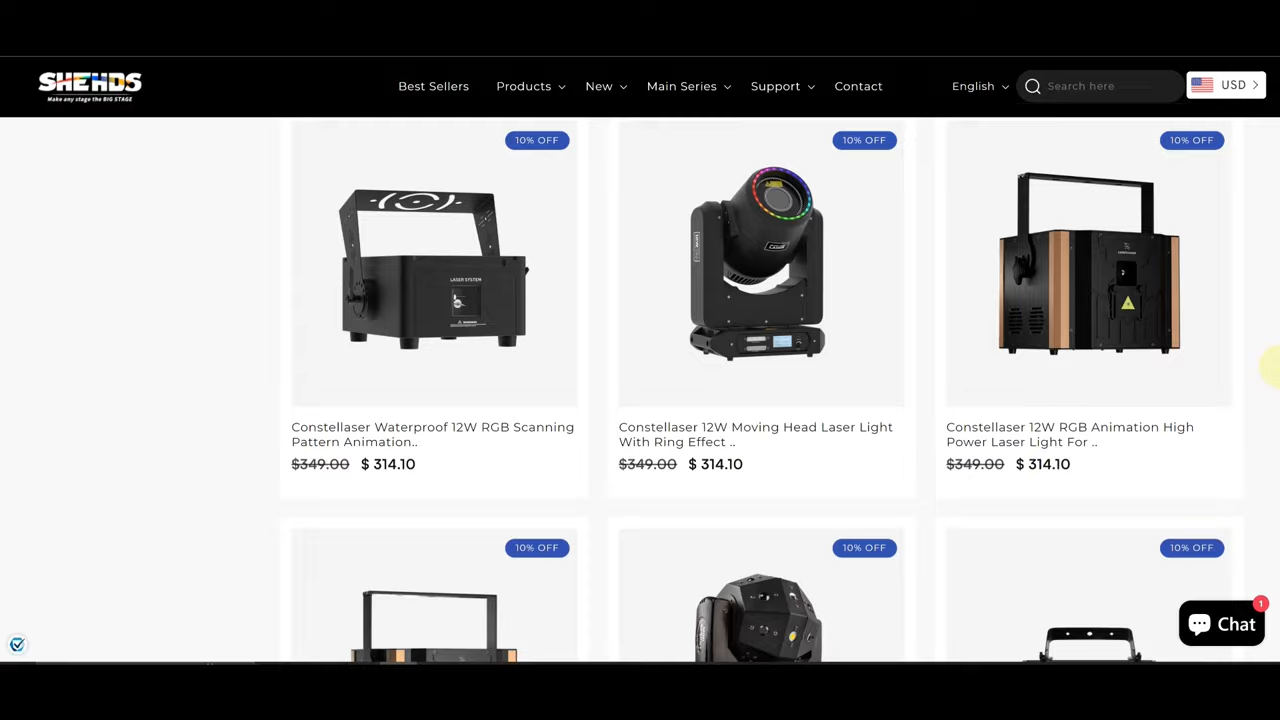 SHEHDS
Make any stage the BIG STAGE
Best Sellers
Products
New
Main Series
Support
Contact
English
Search here
USD
10% OFF
10% OFF
10% OFF
LASER SYSTEM
Constellaser Waterproof 12W RGB Scanning
Pattern Animation..
$349.00 $ 314.10
Constellaser 12W Moving Head Laser Light
With Ring Effect ..
$349.00 $ 314.10
Constellaser 12W RGB Animation High
Power Laser Light For ..
$349.00 $ 314.10
10% OFF
10% OFF
10% OFF
1
Chat